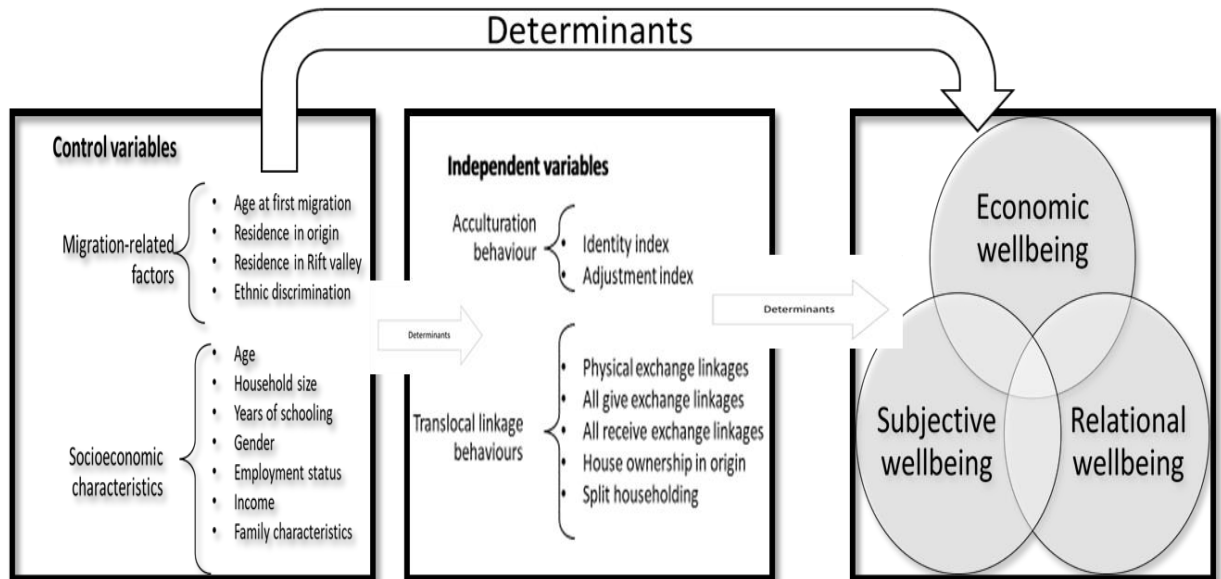 Determinants
Control variables
Migration-related
factors
• Age at first migration
• Residence in origin
• Residence in Rift valley
• Ethnic discrimination
Socioeconomic
characteristics
• Age
• Household size
• Years of schooling
• Gender
• Employment status
• Income
• Family characteristics
Determinants
Independent variables
Acculturation
behaviour
• Identity index
• Adjustment index
Translocal linkage
behaviours
• Physical exchange linkages
• All give exchange linkages
• All receive exchange linkages
• House ownership in origin
• Split householding
Determinants
Economic
wellbeing
Subjective
wellbeing
Relational
wellbeing